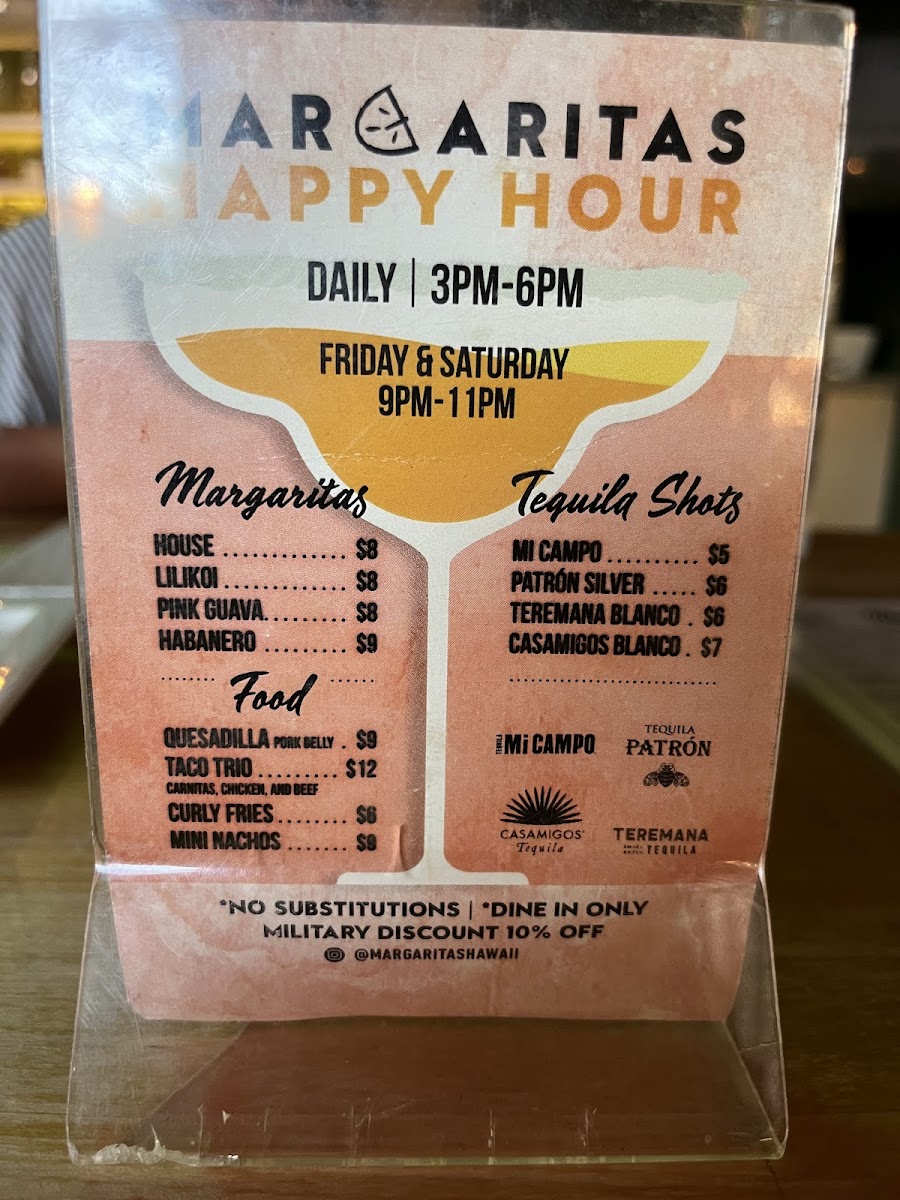 MARGARITAS
HAPPY HOUR
DAILY | 3PM-6PM
FRIDAY & SATURDAY
9PM-11PM
Margaritas
HOUSE ............. $8
LILIKOI ............. $8
PINK GUAVA......... $8
HABANERO ......... $9
Food
QUESADILLA PORK BELLY . $9
TACO TRIO ......... $12
CARNITAS, CHICKEN, AND BEEF
CURLY FRIES........ $6
MINI NACHOS ....... $9
Tequila Shots
MI CAMPO .......... $5
PATRÓN SILVER ..... $6
TEREMANA BLANCO . $6
CASAMIGOS BLANCO . $7
TEQUILA
Mi CAMPO
TEQUILA
PATRÓN
CASAMIGOS
Tequila
TEREMANA
SMALL BATCH TEQUILA
*NO SUBSTITUTIONS | *DINE IN ONLY
MILITARY DISCOUNT 10% OFF
@MARGARITASHAWAII